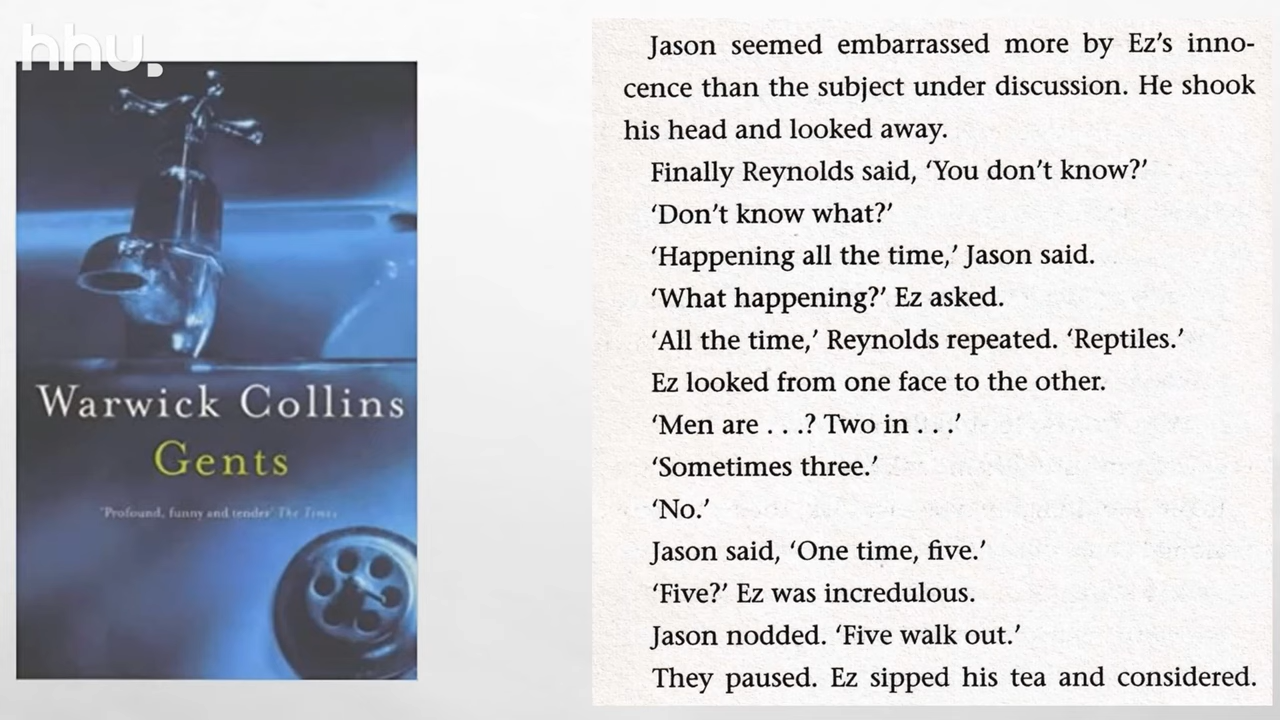 hhu.
Warwick Collins
Gents
'Profound, funny and tender' The Times
Jason seemed embarrassed more by Ez's inno-
cence than the subject under discussion. He shook
his head and looked away.
Finally Reynolds said, ‘You don’t know?’
‘Don’t know what?’
‘Happening all the time,’ Jason said.
‘What happening?’ Ez asked.
‘All the time,’ Reynolds repeated. ‘Reptiles.’
Ez looked from one face to the other.
‘Men are . . .? Two in . . .’
‘Sometimes three.’
‘No.’
Jason said, ‘One time, five.’
‘Five?’ Ez was incredulous.
Jason nodded. ‘Five walk out.’
They paused. Ez sipped his tea and considered.